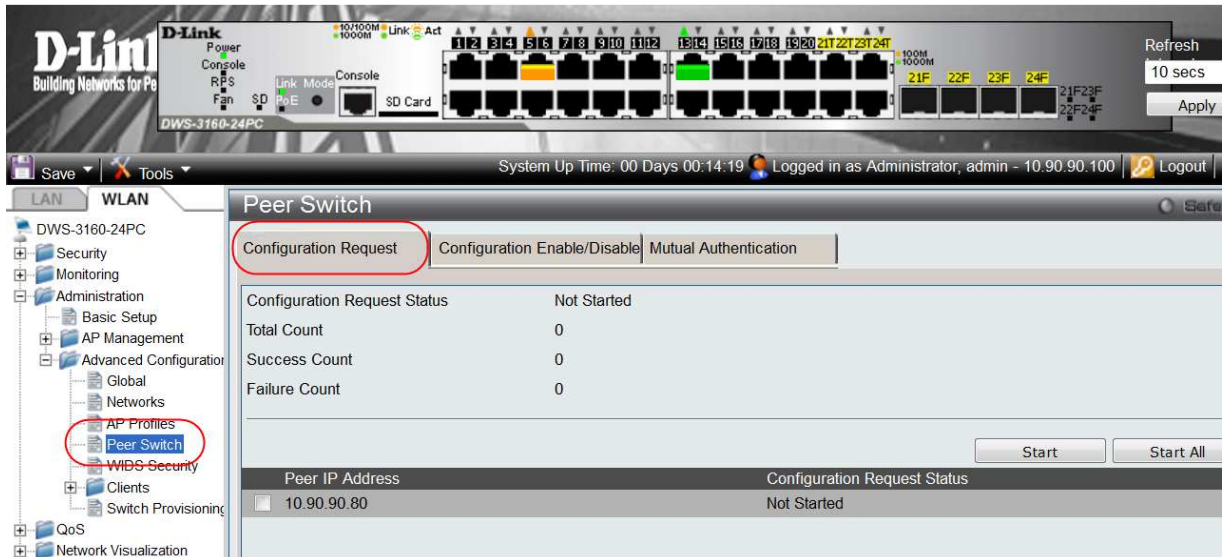 D-Link
Building Networks for Pe
D-Link
Power
Console
RPS
Fan
SD
PoE
Link Mode
Console
SD Card
10/100M
1000M
Link
Act
1 2 3 4 5 6 7 8 9 10 11 12 13 14 15 16 17 18 19 20 21T 22T 23T 24T
100M
1000M
21F 22F 23F 24F
21F 23F
22F 24F
DWS-3160-24PC
Refresh
10 secs
Apply
Save
Tools
System Up Time: 00 Days 00:14:19
Logged in as Administrator, admin - 10.90.90.100
Logout
LAN
WLAN
DWS-3160-24PC
Security
Monitoring
Administration
Basic Setup
AP Management
Advanced Configuration
Global
Networks
AP Profiles
Peer Switch
WIDS Security
Clients
Switch Provisioning
QoS
Network Visualization
Peer Switch
Safe
Configuration Request
Configuration Enable/Disable
Mutual Authentication
Configuration Request Status Not Started
Total Count 0
Success Count 0
Failure Count 0
Start
Start All
Peer IP Address Configuration Request Status
10.90.90.80 Not Started